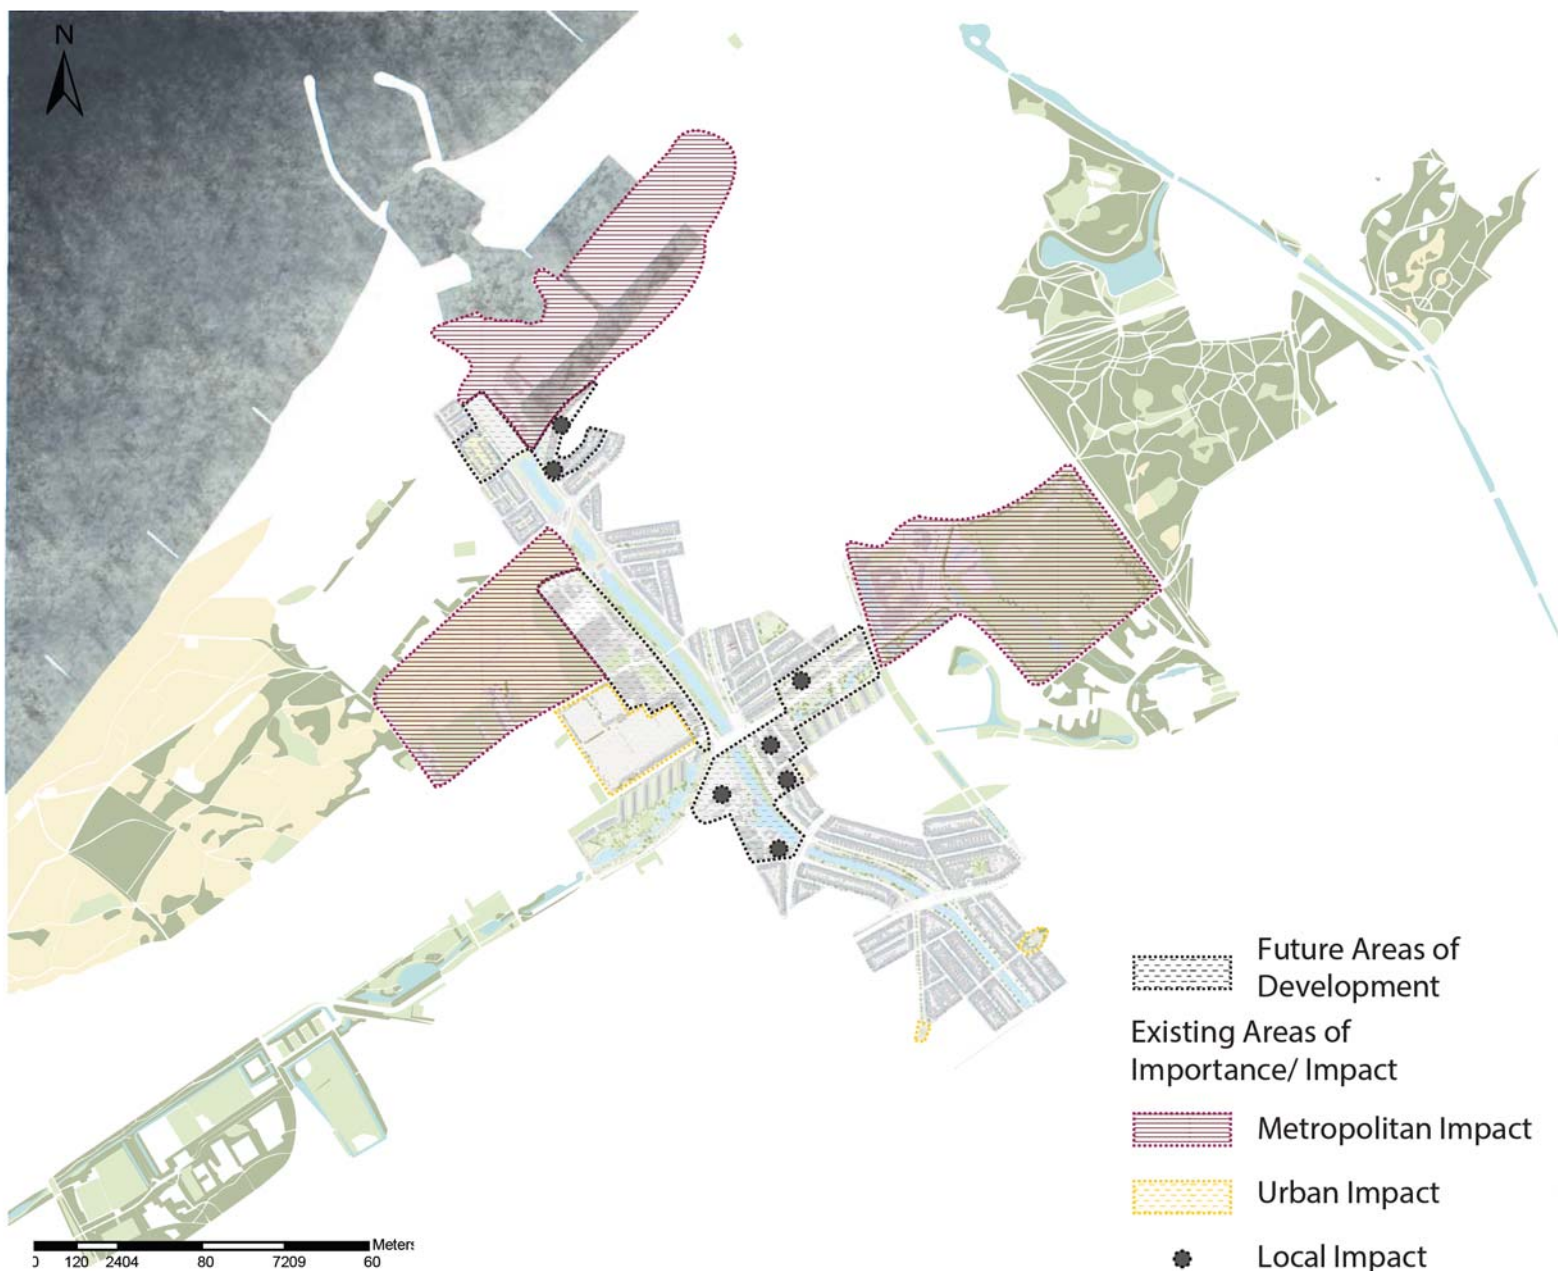 N
Future Areas of
Development
Existing Areas of
Importance/ Impact
Metropolitan Impact
Urban Impact
Local Impact
Meters
0 120 2404 80 7209 60